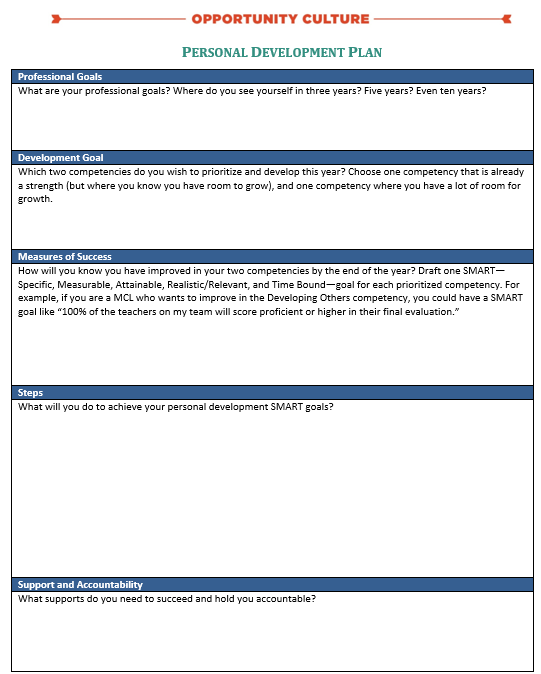 OPPORTUNITY CULTURE
PERSONAL DEVELOPMENT PLAN
Professional Goals
What are your professional goals? Where do you see yourself in three years? Five years? Even ten years?
Development Goal
Which two competencies do you wish to prioritize and develop this year? Choose one competency that is already
a strength (but where you know you have room to grow), and one competency where you have a lot of room for
growth.
Measures of Success
How will you know you have improved in your two competencies by the end of the year? Draft one SMART—
Specific, Measurable, Attainable, Realistic/Relevant, and Time Bound—goal for each prioritized competency. For
example, if you are a MCL who wants to improve in the Developing Others competency, you could have a SMART
goal like “100% of the teachers on my team will score proficient or higher in their final evaluation.”
Steps
What will you do to achieve your personal development SMART goals?
Support and Accountability
What supports do you need to succeed and hold you accountable?